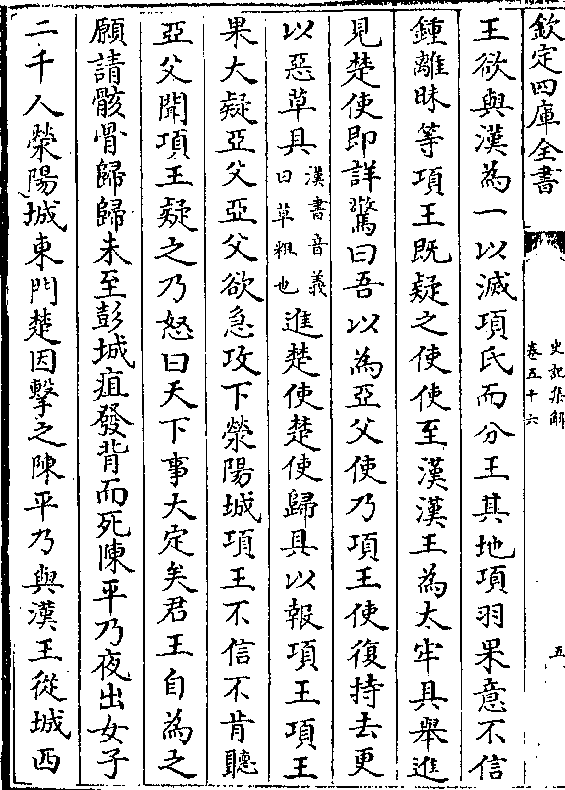 欽定四庫全書
史記集解
卷五十六
五
王欲與漢為一以滅項氏而分王其地項羽果意不信
鍾離昧等項王既疑之使使至漢漢王為太牢具舉進
見楚使即詳驚曰吾以為亞父使乃項王使復持去更
以惡草具漢書音義曰草粗也進楚使楚使歸具以報項王項王
果大疑亞父亞父欲急攻下滎陽城項王不信不肯聽
亞父聞項王疑之乃怒曰天下事大定矣君王自為之
願請骸骨歸歸未至彭城疽發背而死陳平乃夜出女子
二千人滎陽城東門楚因擊之陳平乃與漢王從城西